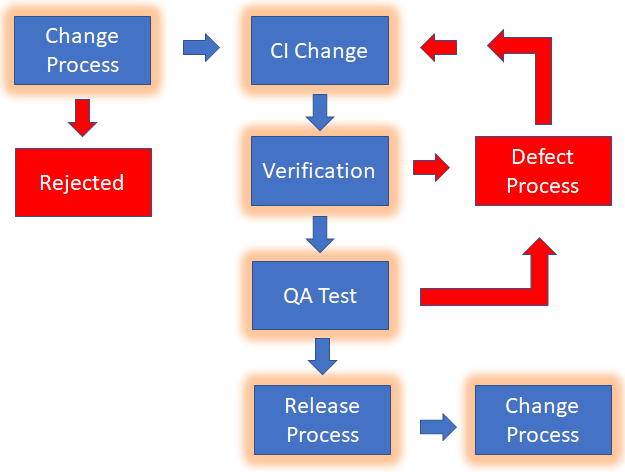 Change
Process
CI Change
Rejected
Verification
Defect
Process
QA Test
Release
Process
Change
Process